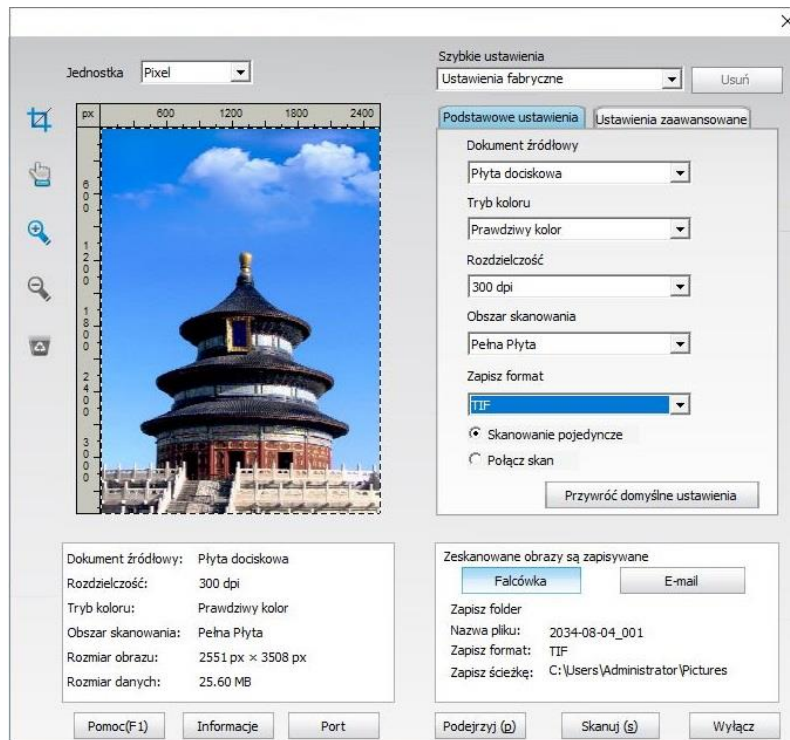 Jednostka Pixel
px 600 1200 1800 2400
600
1200
1800
2400
3000
Szybkie ustawienia
Ustawienia fabryczne Usuń
Podstawowe ustawienia Ustawienia zaawansowane
Dokument źródłowy
Płyta dociskowa
Tryb koloru
Prawdziwy kolor
Rozdzielczość
300 dpi
Obszar skanowania
Pełna Płyta
Zapisz format
TIF
Skanowanie pojedyncze
Połącz skan
Przywróć domyślne ustawienia
Dokument źródłowy: Płyta dociskowa
Rozdzielczość: 300 dpi
Tryb koloru: Prawdziwy kolor
Obszar skanowania: Pełna Płyta
Rozmiar obrazu: 2551 px × 3508 px
Rozmiar danych: 25.60 MB
Zeskanowane obrazy są zapisywane
Falcówka E-mail
Zapisz folder
Nazwa pliku: 2034-08-04_001
Zapisz format: TIF
Zapisz ścieżkę: C:\Users\Administrator\Pictures
Pomoc(F1) Informacje Port Podejrzyj (p) Skanuj (s) Wyłącz